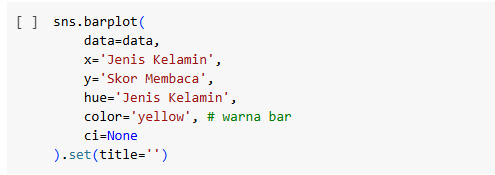 [ ] sns.barplot(
    data=data,
    x='Jenis Kelamin',
    y='Skor Membaca',
    hue='Jenis Kelamin',
    color='yellow', # warna bar
    ci=None
).set(title='')